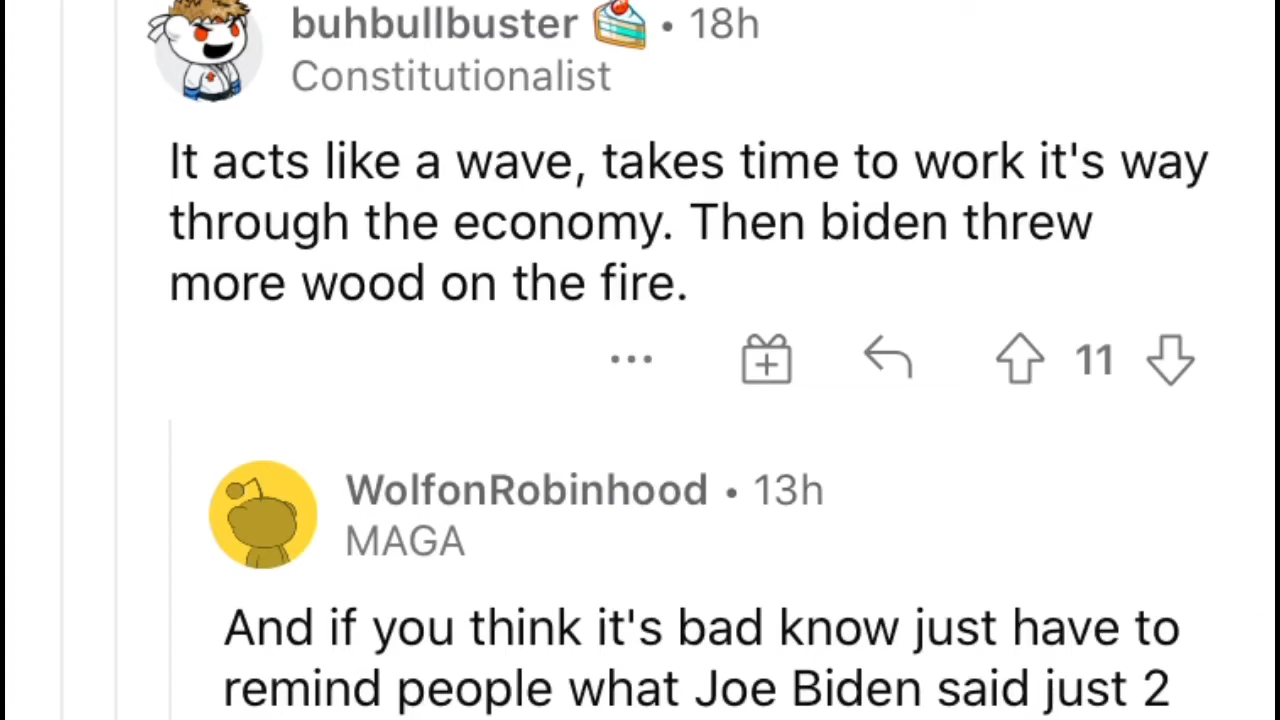 buhbullbuster • 18h
Constitutionalist
It acts like a wave, takes time to work it's way
through the economy. Then biden threw
more wood on the fire.
... 11
WolfonRobinhood • 13h
MAGA
And if you think it's bad know just have to
remind people what Joe Biden said just 2